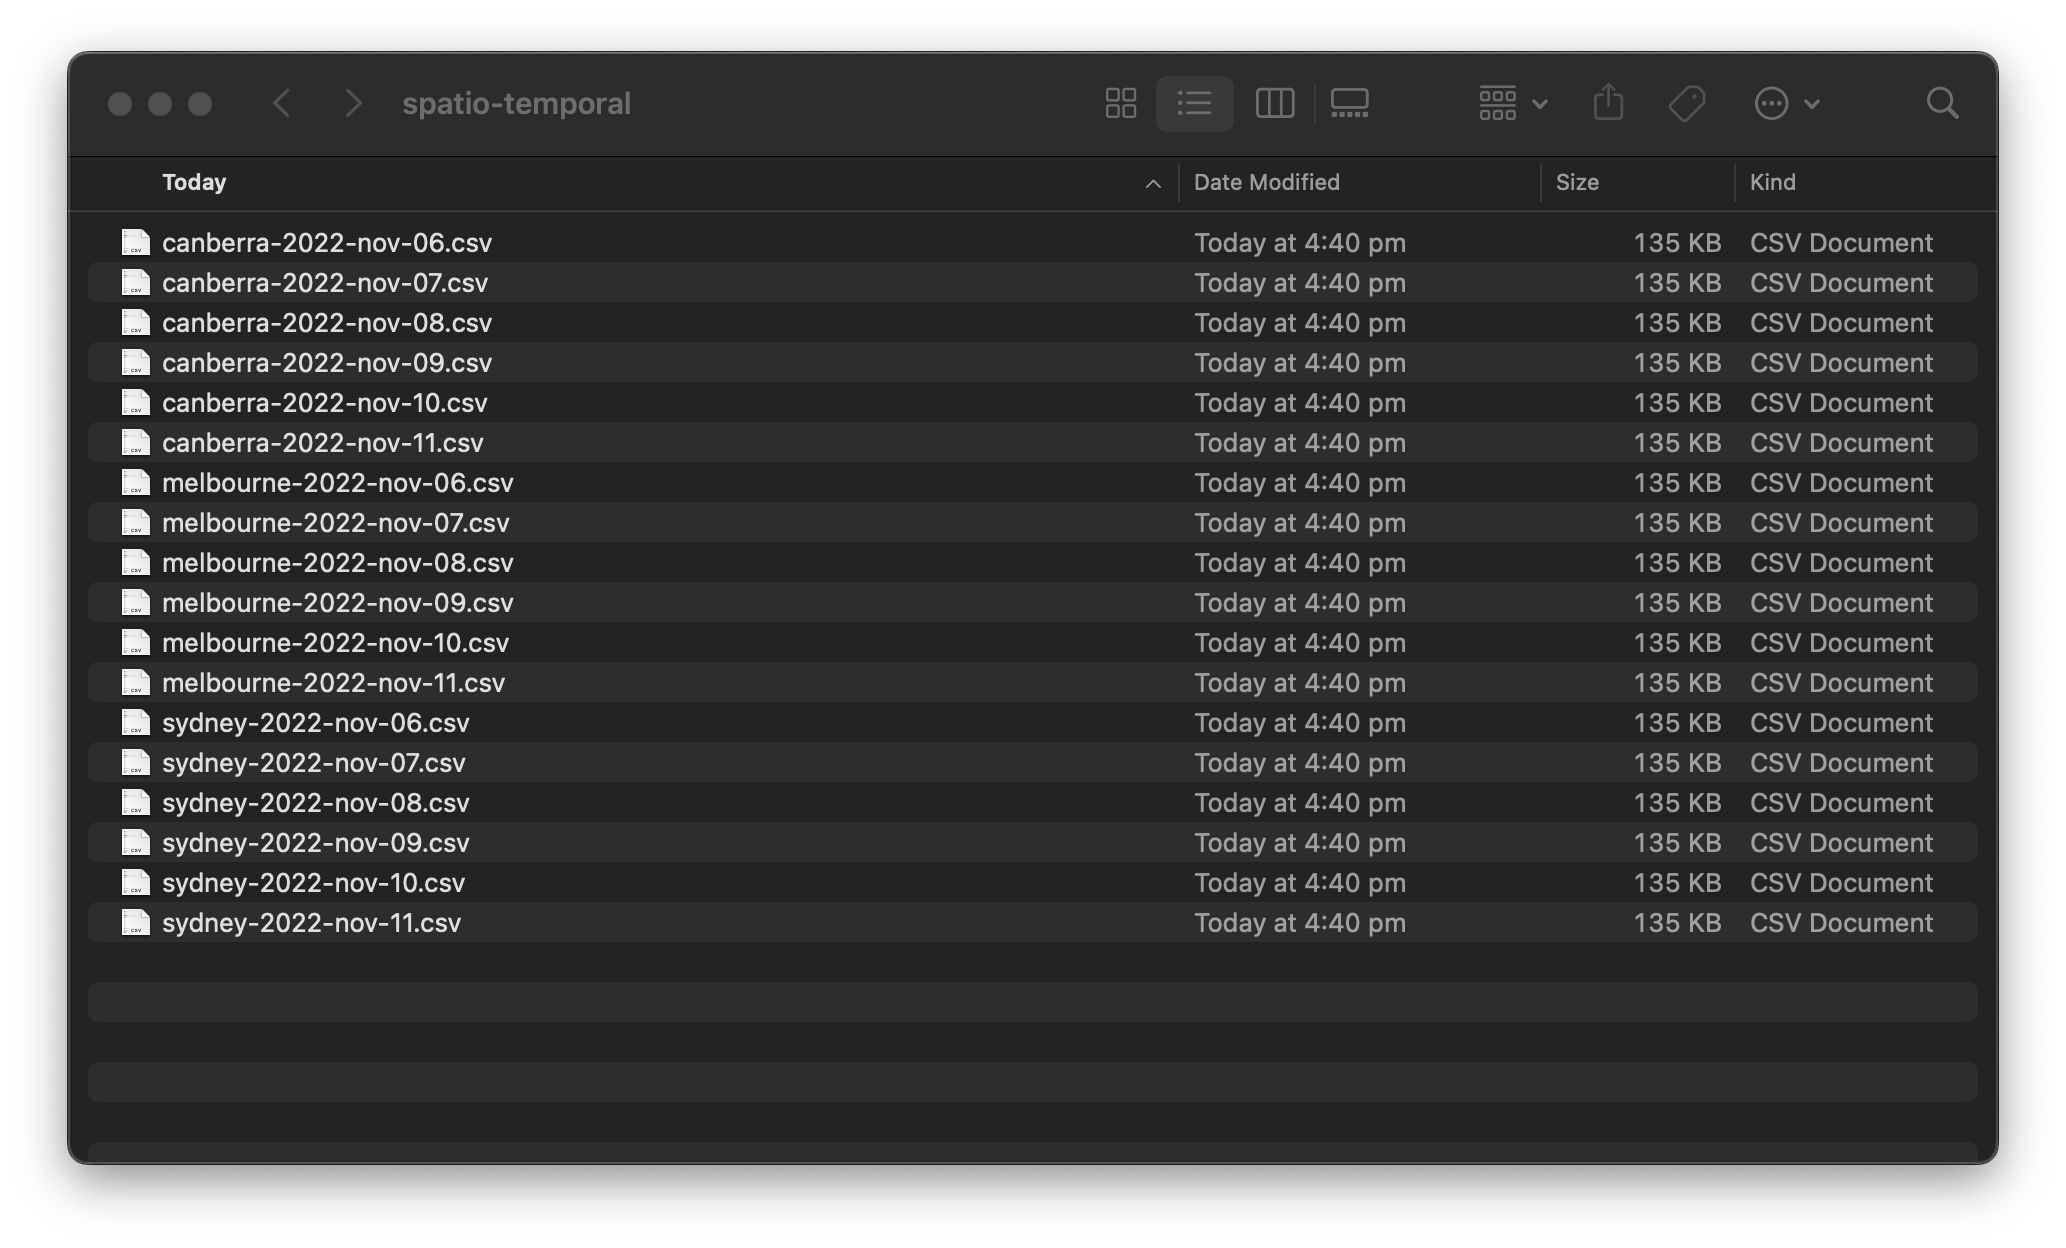 spatio-temporal
Today Date Modified Size Kind
canberra-2022-nov-06.csv Today at 4:40 pm 135 KB CSV Document
canberra-2022-nov-07.csv Today at 4:40 pm 135 KB CSV Document
canberra-2022-nov-08.csv Today at 4:40 pm 135 KB CSV Document
canberra-2022-nov-09.csv Today at 4:40 pm 135 KB CSV Document
canberra-2022-nov-10.csv Today at 4:40 pm 135 KB CSV Document
canberra-2022-nov-11.csv Today at 4:40 pm 135 KB CSV Document
melbourne-2022-nov-06.csv Today at 4:40 pm 135 KB CSV Document
melbourne-2022-nov-07.csv Today at 4:40 pm 135 KB CSV Document
melbourne-2022-nov-08.csv Today at 4:40 pm 135 KB CSV Document
melbourne-2022-nov-09.csv Today at 4:40 pm 135 KB CSV Document
melbourne-2022-nov-10.csv Today at 4:40 pm 135 KB CSV Document
melbourne-2022-nov-11.csv Today at 4:40 pm 135 KB CSV Document
sydney-2022-nov-06.csv Today at 4:40 pm 135 KB CSV Document
sydney-2022-nov-07.csv Today at 4:40 pm 135 KB CSV Document
sydney-2022-nov-08.csv Today at 4:40 pm 135 KB CSV Document
sydney-2022-nov-09.csv Today at 4:40 pm 135 KB CSV Document
sydney-2022-nov-10.csv Today at 4:40 pm 135 KB CSV Document
sydney-2022-nov-11.csv Today at 4:40 pm 135 KB CSV Document